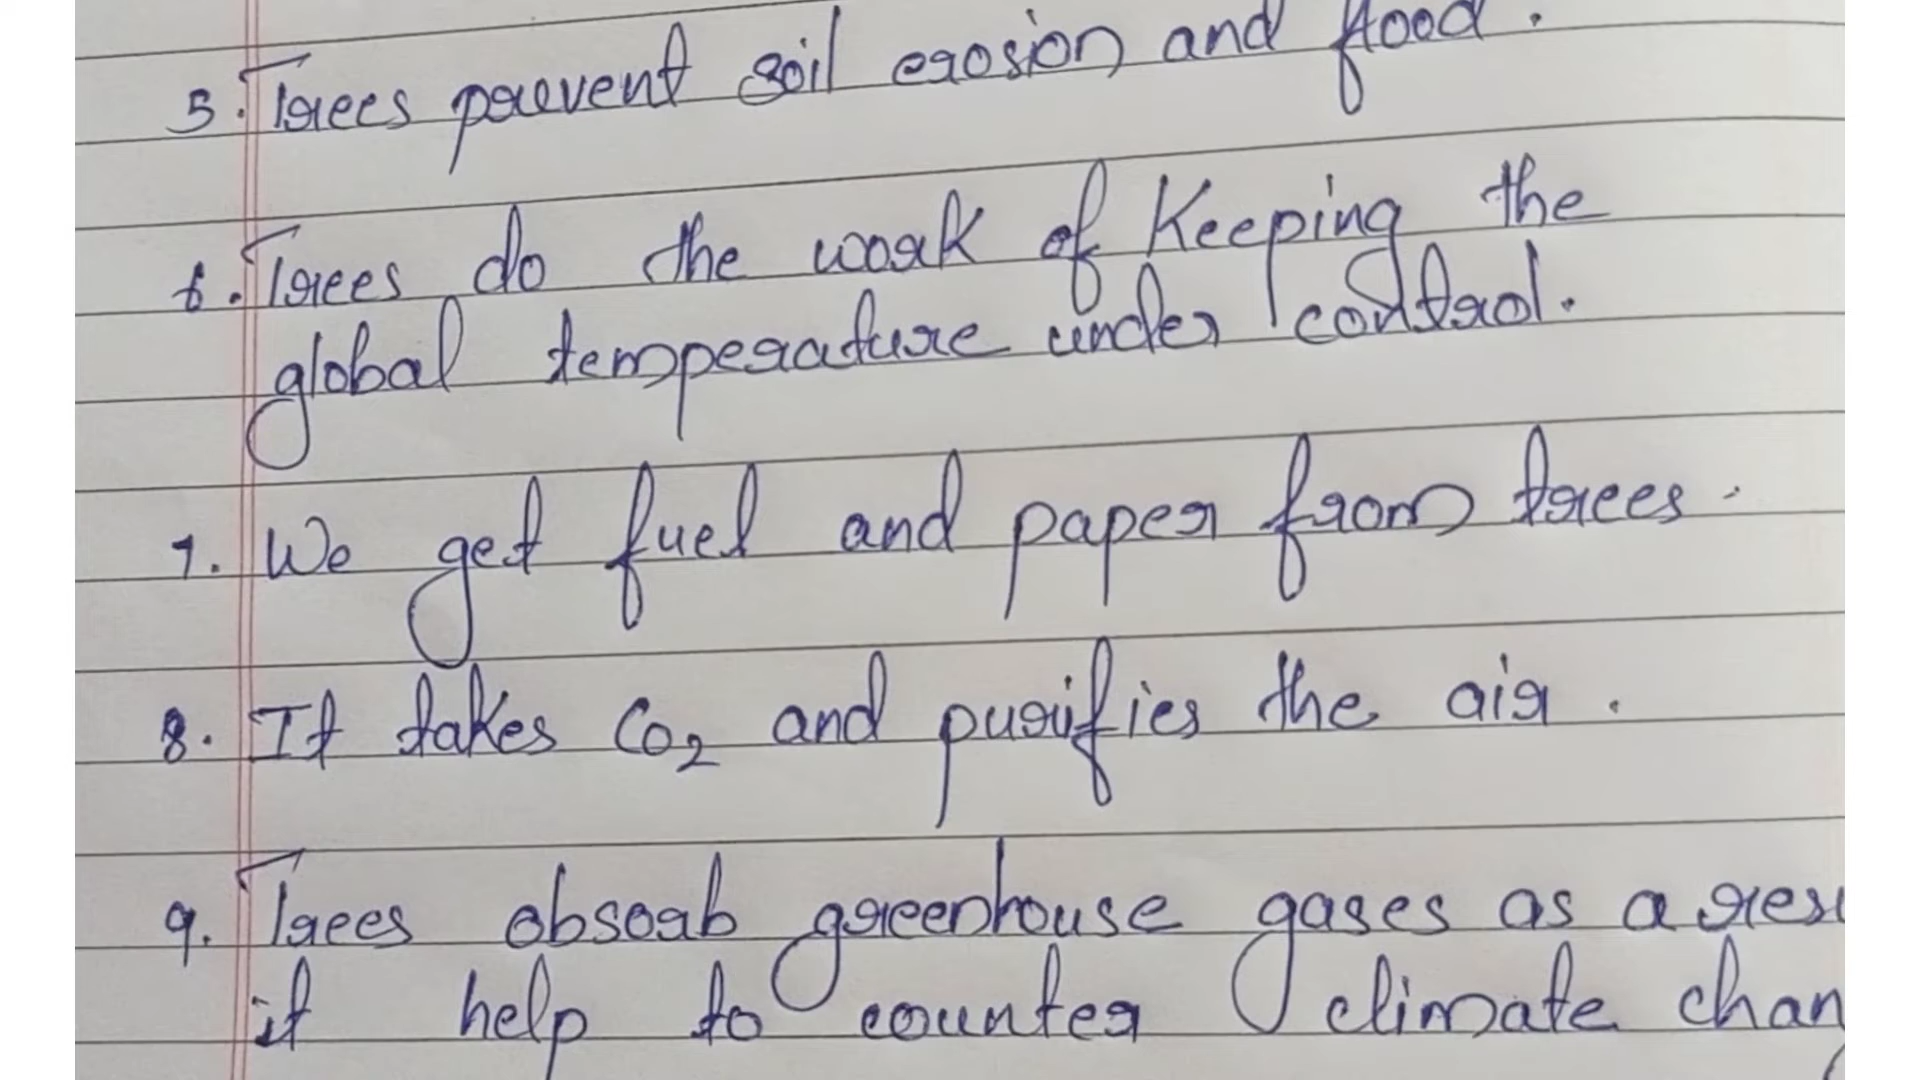 5. Trees prevent soil erosion and flood.
6. Trees do the work of Keeping the
global temperature under control.
7. We get fuel and paper from trees.
8. It takes Co₂ and purifies the air.
9. Trees absorb greenhouse gases as a resu
it help to counter climate chan